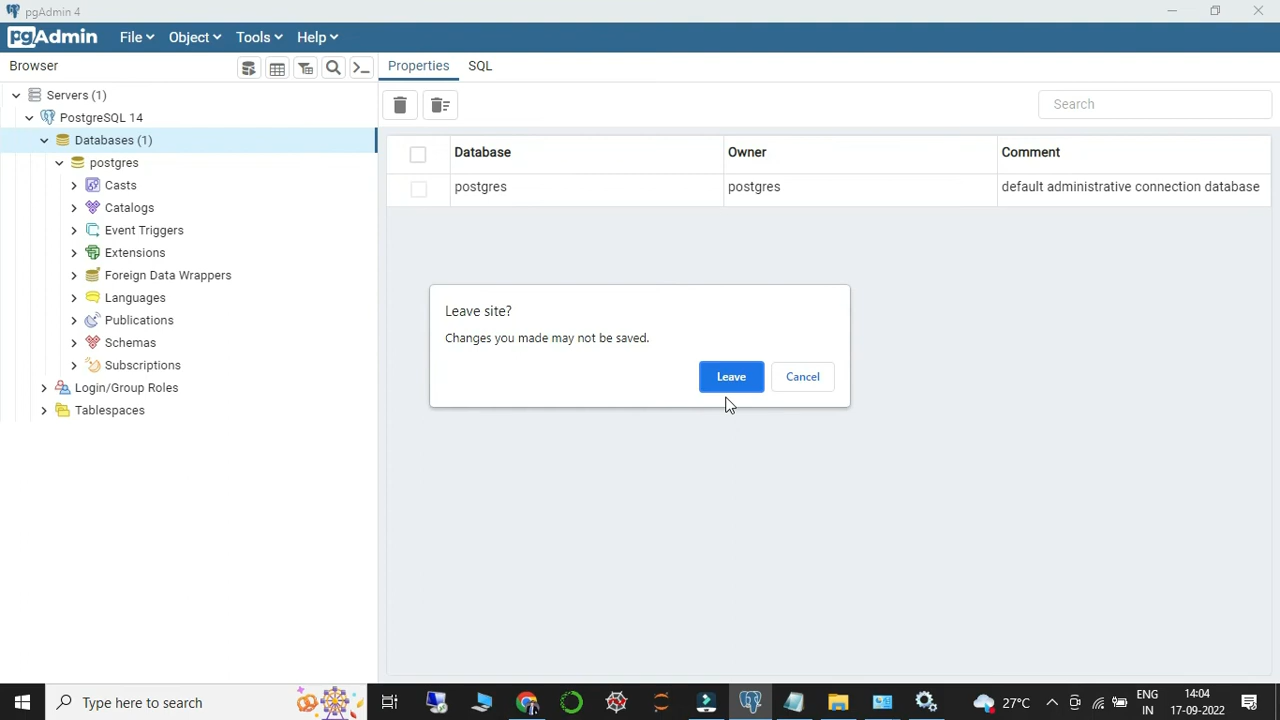 pgAdmin 4
pgAdmin File Object Tools Help
Browser
Properties SQL
Search
Servers (1)
PostgreSQL 14
Databases (1)
postgres
Casts
Catalogs
Event Triggers
Extensions
Foreign Data Wrappers
Languages
Publications
Schemas
Subscriptions
Login/Group Roles
Tablespaces
Database Owner Comment
postgres postgres default administrative connection database
Leave site?
Changes you made may not be saved.
Leave Cancel
Type here to search
27°C
ENG
IN
14:04
17-09-2022